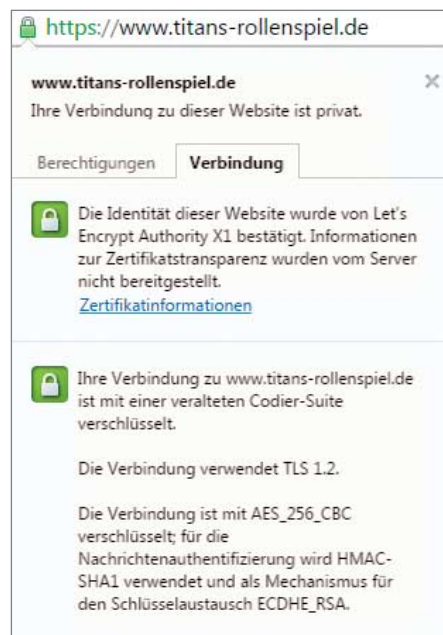 https://www.titans-rollenspiel.de
www.titans-rollenspiel.de
Ihre Verbindung zu dieser Website ist privat.
Berechtigungen Verbindung
Die Identität dieser Website wurde von Let's
Encrypt Authority X1 bestätigt. Informationen
zur Zertifikatstransparenz wurden vom Server
nicht bereitgestellt.
Zertifikatinformationen
Ihre Verbindung zu www.titans-rollenspiel.de
ist mit einer veralteten Codier-Suite
verschlüsselt.
Die Verbindung verwendet TLS 1.2.
Die Verbindung ist mit AES_256_CBC
verschlüsselt; für die
Nachrichtenauthentifizierung wird HMAC-
SHA1 verwendet und als Mechanismus für
den Schlüsselaustausch ECDHE_RSA.